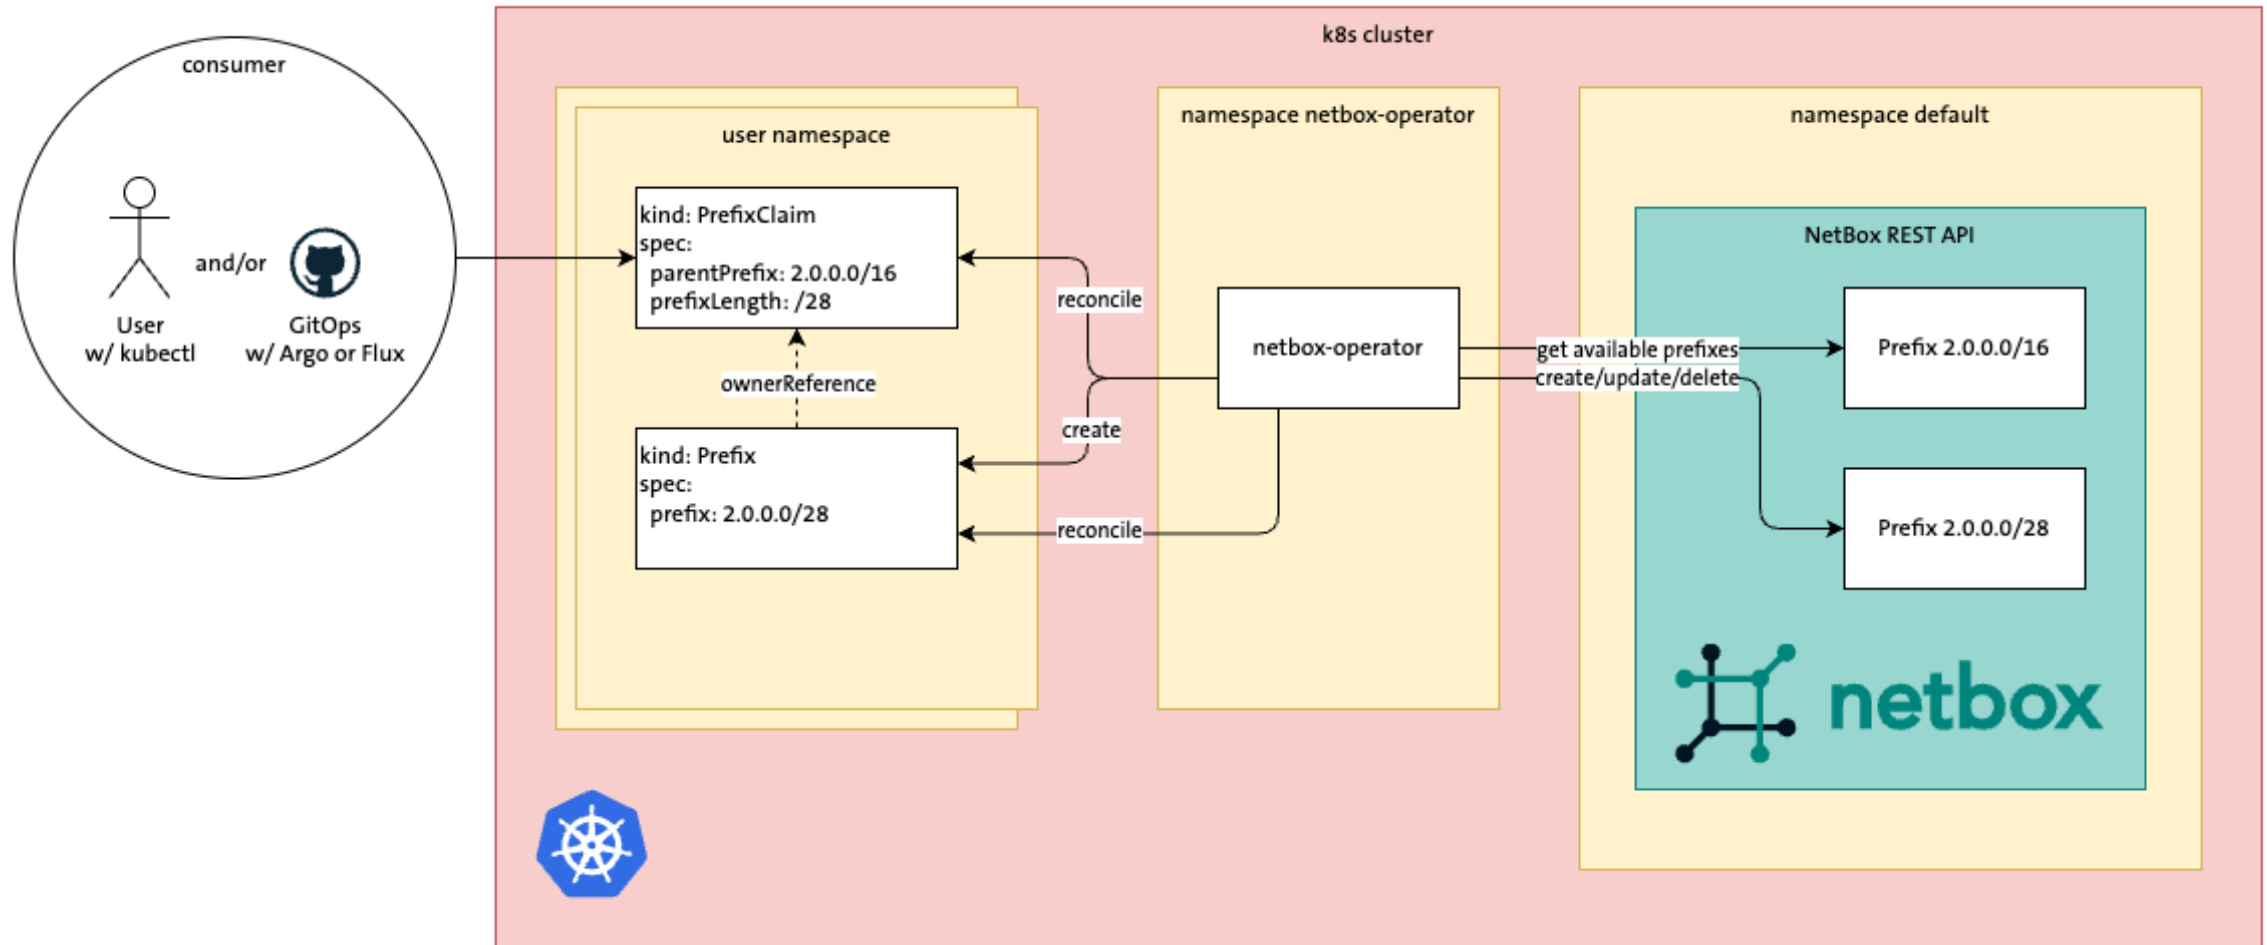 k8s cluster
consumer
User
w/ kubectl
and/or
GitOps
w/ Argo or Flux
user namespace
kind: PrefixClaim
spec:
parentPrefix: 2.0.0.0/16
prefixLength: /28
ownerReference
kind: Prefix
spec:
prefix: 2.0.0.0/28
reconcile
create
reconcile
namespace netbox-operator
netbox-operator
get available prefixes
create/update/delete
namespace default
NetBox REST API
Prefix 2.0.0.0/16
Prefix 2.0.0.0/28
netbox